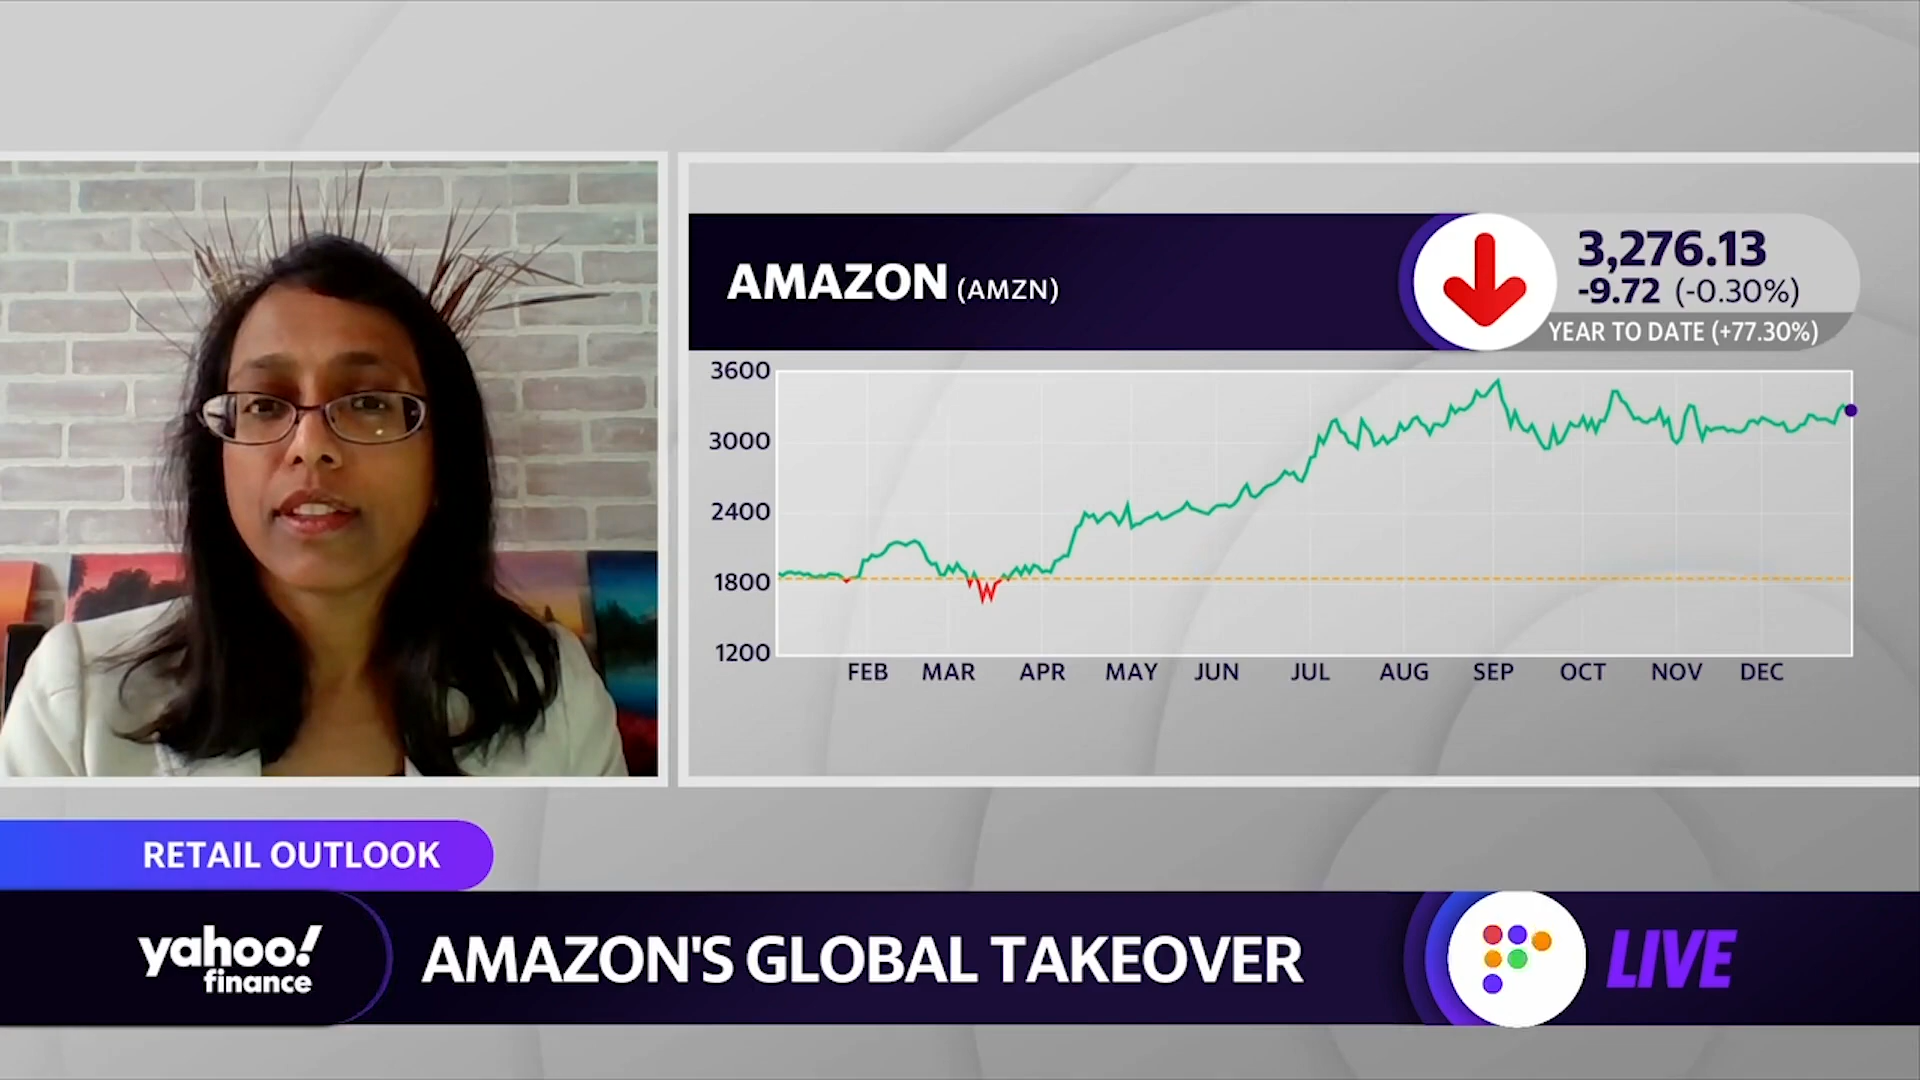 AMAZON (AMZN)
3,276.13
-9.72 (-0.30%)
YEAR TO DATE (+77.30%)
3600
3000
2400
1800
1200
FEB MAR APR MAY JUN JUL AUG SEP OCT NOV DEC
RETAIL OUTLOOK
yahoo!
finance
AMAZON'S GLOBAL TAKEOVER
LIVE